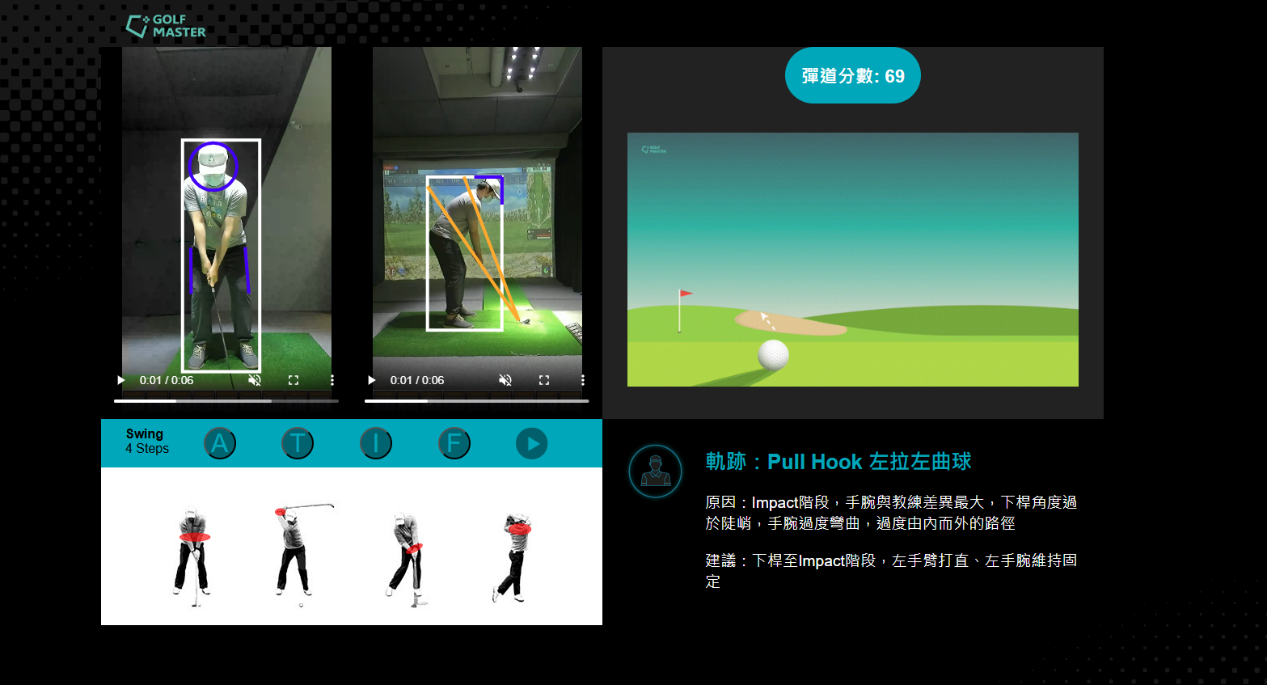 GOLF
MASTER
彈道分數: 69
GOLF
MASTER
0:01 / 0:06
0:01 / 0:06
Swing
4 Steps
A
T
I
F
軌跡：Pull Hook 左拉左曲球
原因：Impact階段，手腕與教練差異最大，下桿角度過
於陡峭，手腕過度彎曲，過度由內而外的路徑
建議：下桿至Impact階段，左手臂打直、左手腕維持固
定